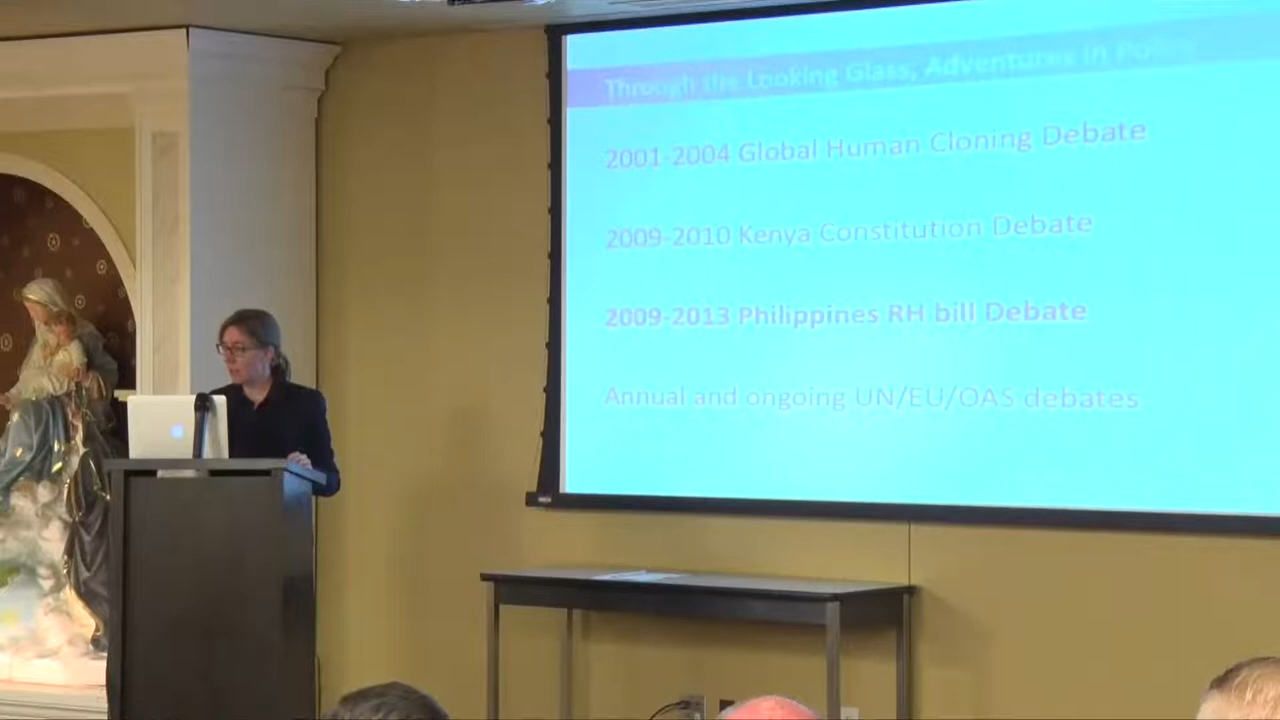 Through the Looking Glass, Adventures in Policy
2001-2004 Global Human Cloning Debate
2009-2010 Kenya Constitution Debate
2009-2013 Philippines RH bill Debate
Annual and ongoing UN/EU/OAS debates